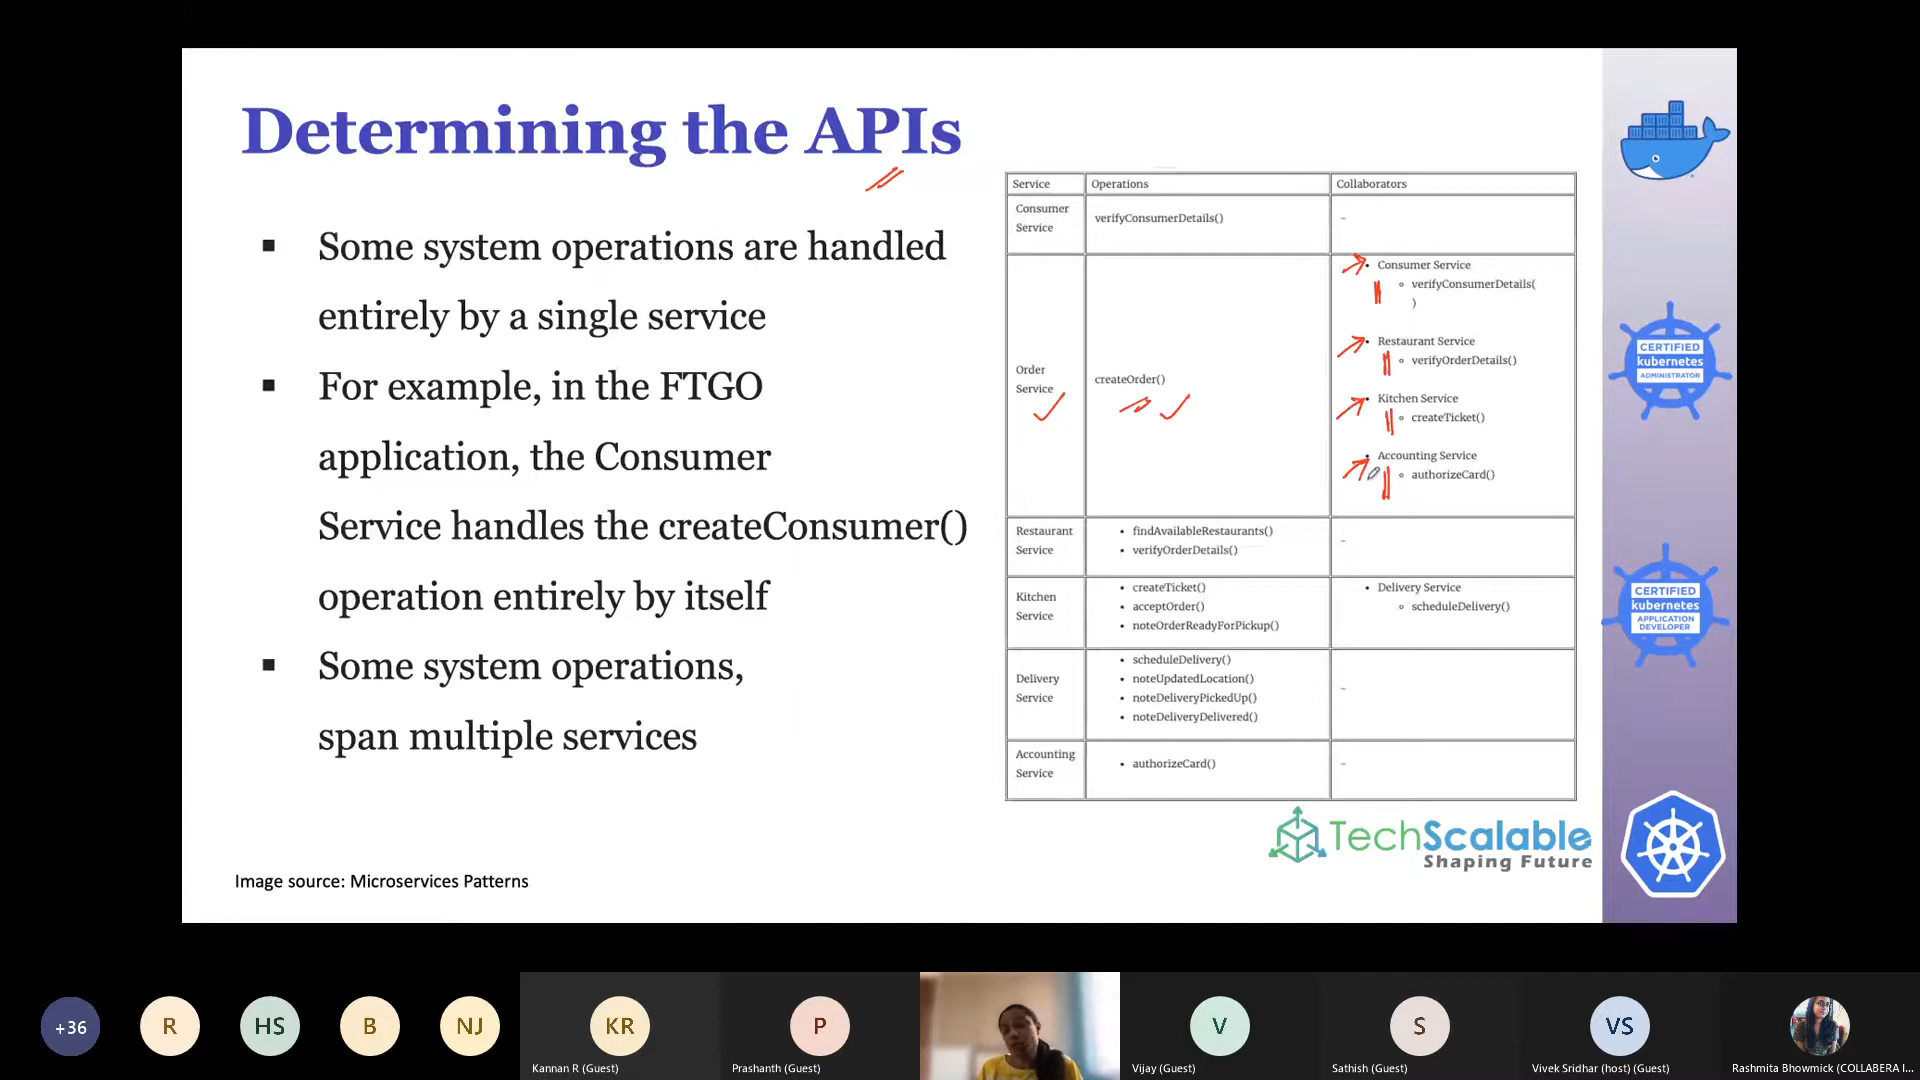 Determining the APIs
▪ Some system operations are handled
entirely by a single service
▪ For example, in the FTGO
application, the Consumer
Service handles the createConsumer()
operation entirely by itself
▪ Some system operations,
span multiple services
Image source: Microservices Patterns
Service Operations Collaborators
Consumer
Service
verifyConsumerDetails()
–
Order
Service
createOrder()
• Consumer Service
◦ verifyConsumerDetails(
)
• Restaurant Service
◦ verifyOrderDetails()
• Kitchen Service
◦ createTicket()
• Accounting Service
◦ authorizeCard()
Restaurant
Service
• findAvailableRestaurants()
• verifyOrderDetails()
–
Kitchen
Service
• createTicket()
• acceptOrder()
• noteOrderReadyForPickup()
• Delivery Service
◦ scheduleDelivery()
Delivery
Service
• scheduleDelivery()
• noteUpdatedLocation()
• noteDeliveryPickedUp()
• noteDeliveryDelivered()
–
Accounting
Service
• authorizeCard()
–
TechScalable
Shaping Future
CERTIFIED
kubernetes
ADMINISTRATOR
CERTIFIED
kubernetes
APPLICATION
DEVELOPER
+36
R
HS
B
NJ
KR
Kannan R (Guest)
P
Prashanth (Guest)
V
Vijay (Guest)
S
Sathish (Guest)
VS
Vivek Sridhar (host) (Guest)
Rashmita Bhowmick (COLLABERA I...